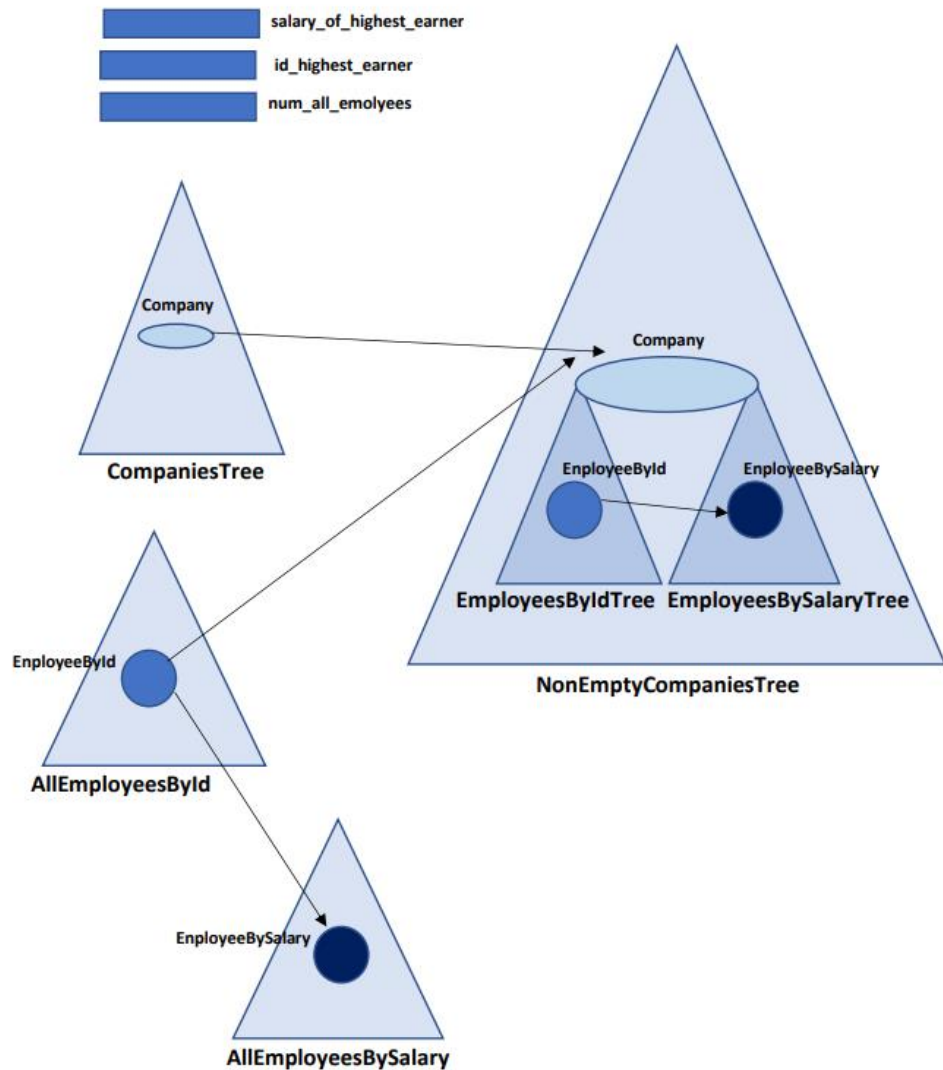 salary_of_highest_earner
id_highest_earner
num_all_emolyees
Company
Company
CompaniesTree
EnployeeById
EnployeeBySalary
EmployeesByIdTree
EmployeesBySalaryTree
NonEmptyCompaniesTree
EnployeeById
AllEmployeesById
EnployeeBySalary
AllEmployeesBySalary